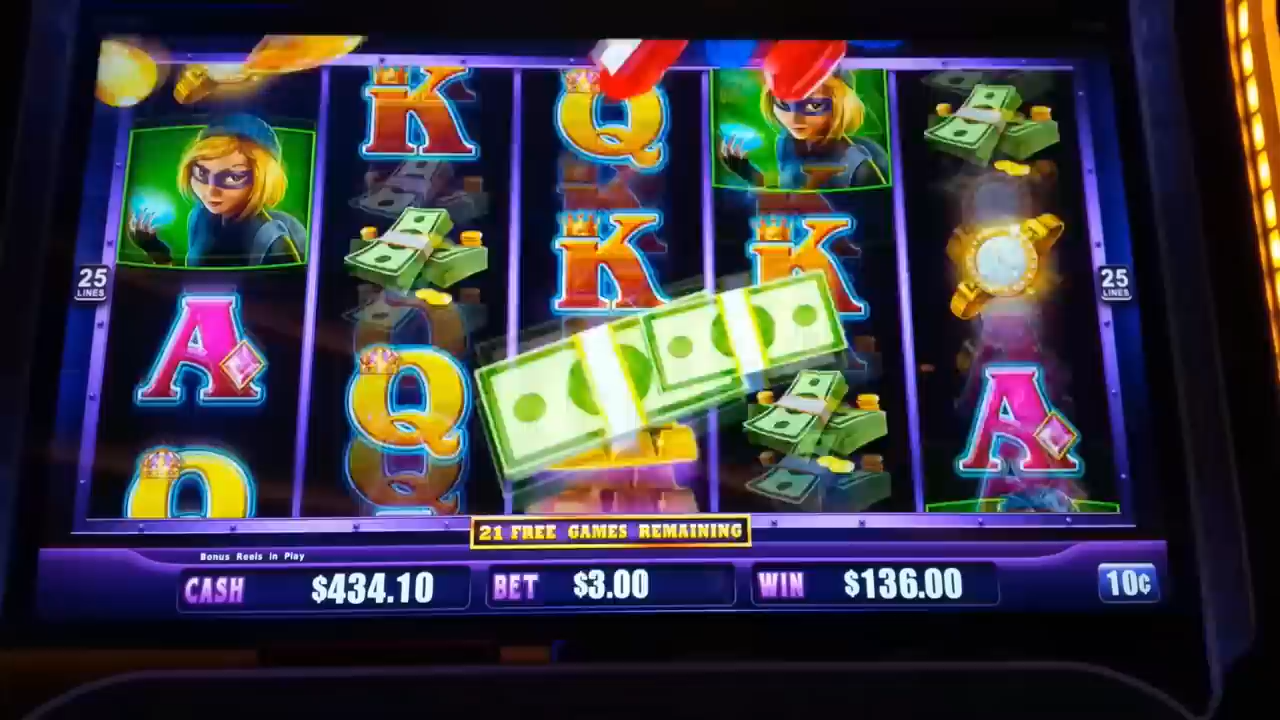 K
Q
K
K
25
LINES
25
LINES
A
Q
A
Q
21 FREE GAMES REMAINING
Bonus Reels in Play
CASH $434.10 BET $3.00 WIN $136.00 10¢